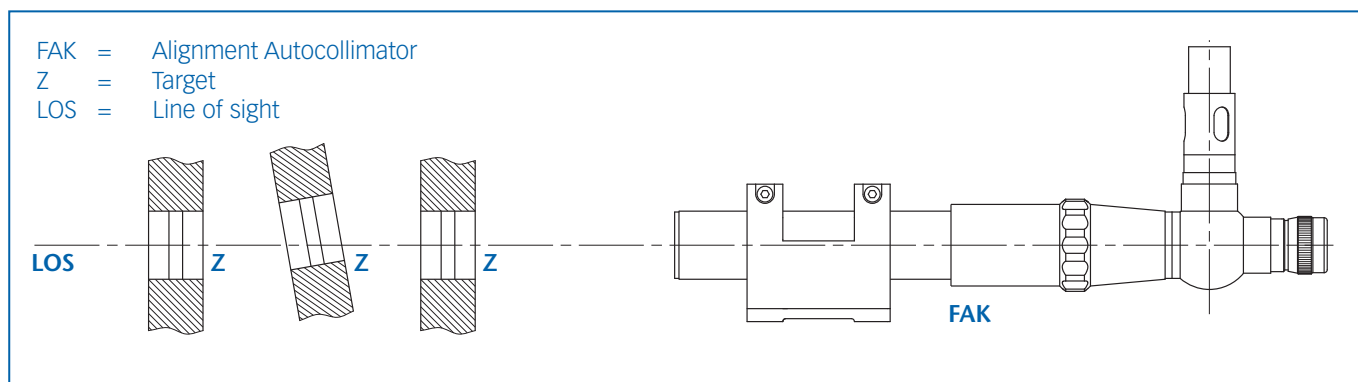 FAK = Alignment Autocollimator
Z = Target
LOS = Line of sight
LOS Z Z Z
FAK